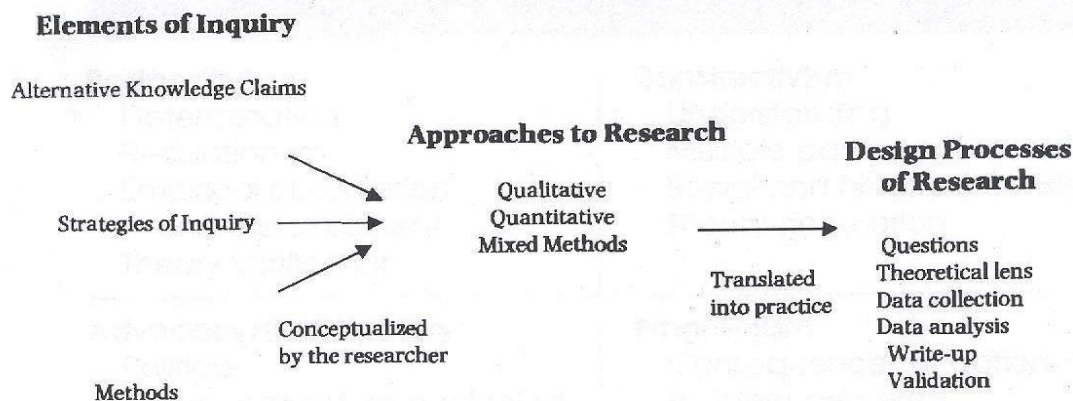 Elements of Inquiry
Alternative Knowledge Claims
Strategies of Inquiry
Methods
Conceptualized
by the researcher
Approaches to Research
Qualitative
Quantitative
Mixed Methods
Translated
into practice
Design Processes
of Research
Questions
Theoretical lens
Data collection
Data analysis
Write-up
Validation